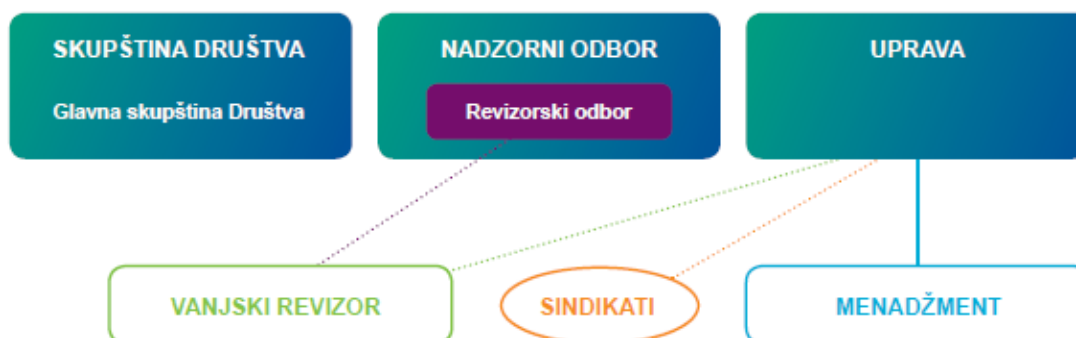 SKUPŠTINA DRUŠTVA
Glavna skupština Društva
NADZORNI ODBOR
Revizorski odbor
UPRAVA
VANJSKI REVIZOR
SINDIKATI
MENADŽMENT